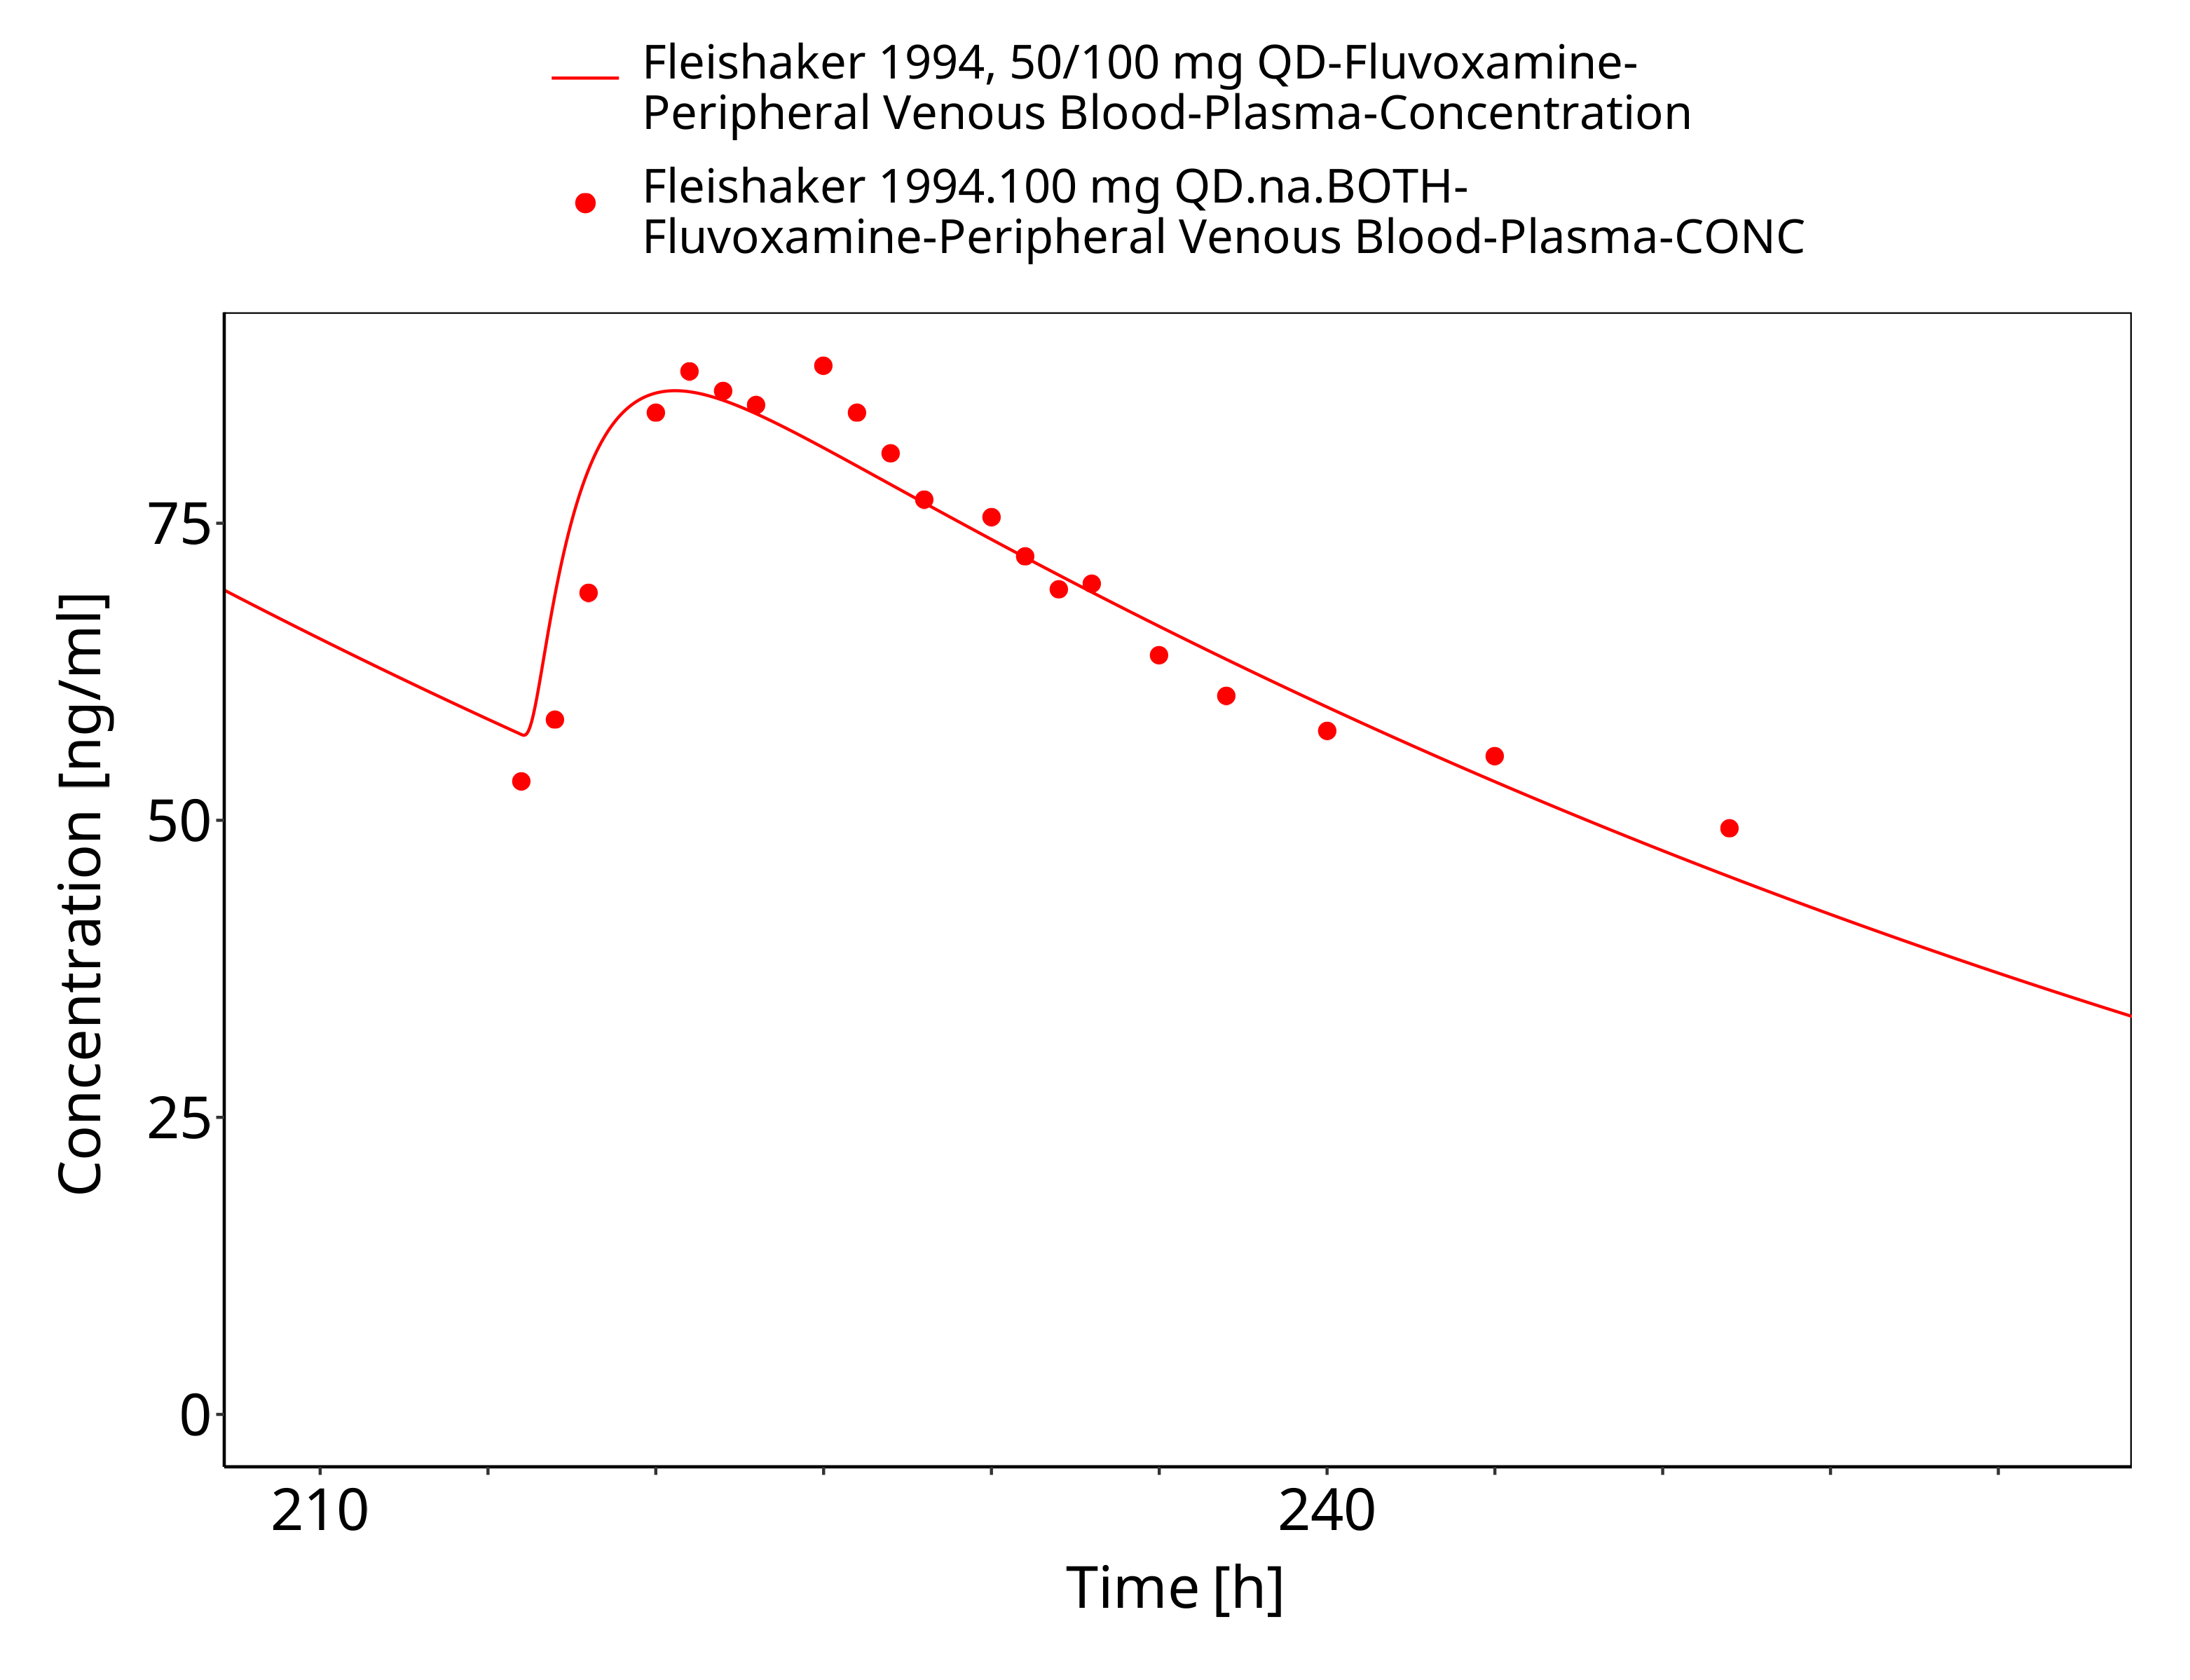 Fleishaker 1994, 50/100 mg QD-Fluvoxamine-
Peripheral Venous Blood-Plasma-Concentration
Fleishaker 1994.100 mg QD.na.BOTH-
Fluvoxamine-Peripheral Venous Blood-Plasma-CONC
Concentration [ng/ml]
75
50
25
0
210
240
Time [h]